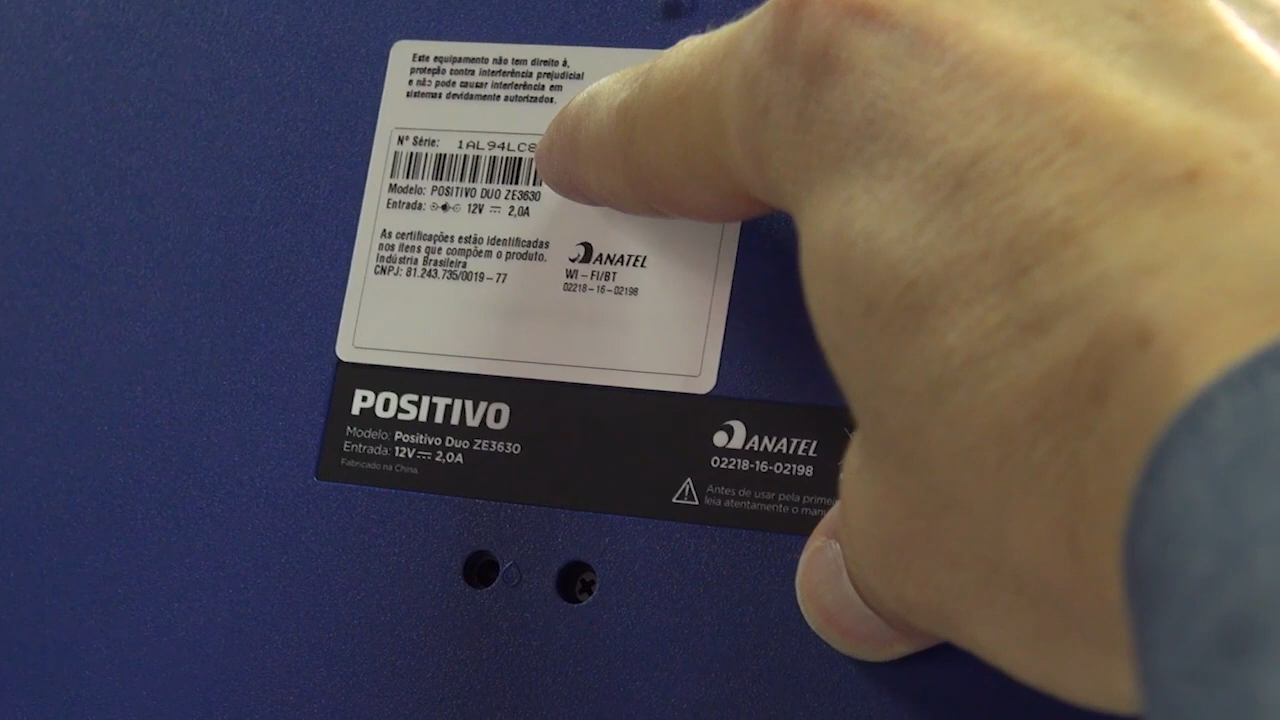 Este equipamento não tem direito à,
proteção contra interferência prejudicial
e não pode causar interferência em
sistemas devidamente autorizados.
Nº Série: 1AL94LC8
Modelo: POSITIVO DUO ZE3630
Entrada: 12V 2,0A
As certificações estão identificadas
nos itens que compõem o produto.
Indústria Brasileira
CNPJ: 81.243.735/0019-77
ANATEL
WI-FI/BT
02218-16-02198
POSITIVO
Modelo: Positivo Duo ZE3630
Entrada: 12V 2,0A
Fabricado na China
ANATEL
02218-16-02198
Antes de usar pela
leia atentamente o